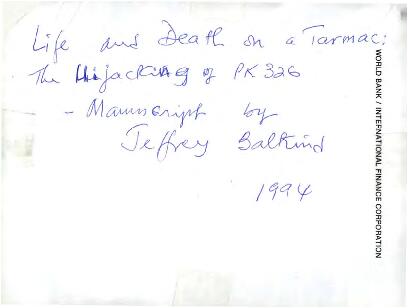 Life and Death on a Tarmac:
The Hijacking of PK 326
- Manuscript by
Jeffrey Balkind
1994
WORLD BANK / INTERNATIONAL FINANCE CORPORATION